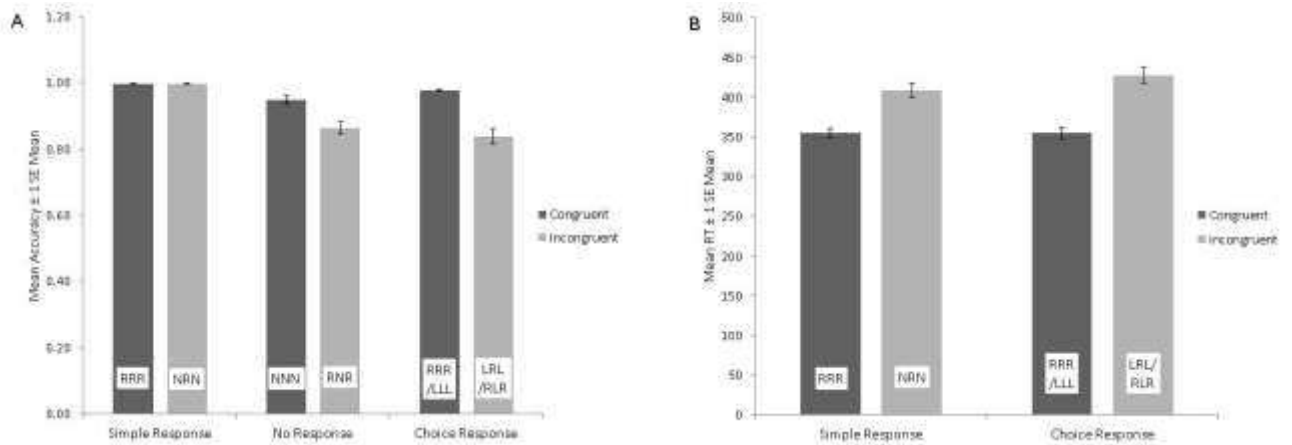 A
Mean Accuracy ± 1 SE Mean
1.20
1.00
0.80
0.60
0.40
0.20
0.00
RRR
NRN
NNN
RNR
RRR
/LLL
LRL
/RLR
Simple Response
No Response
Choice Response
Congruent
Incongruent
B
Mean RT ± 1 SE Mean
500
450
400
350
300
250
200
150
100
50
0
RRR
NRN
RRR
/LLL
LRL/
RLR
Simple Response
Choice Response
Congruent
Incongruent